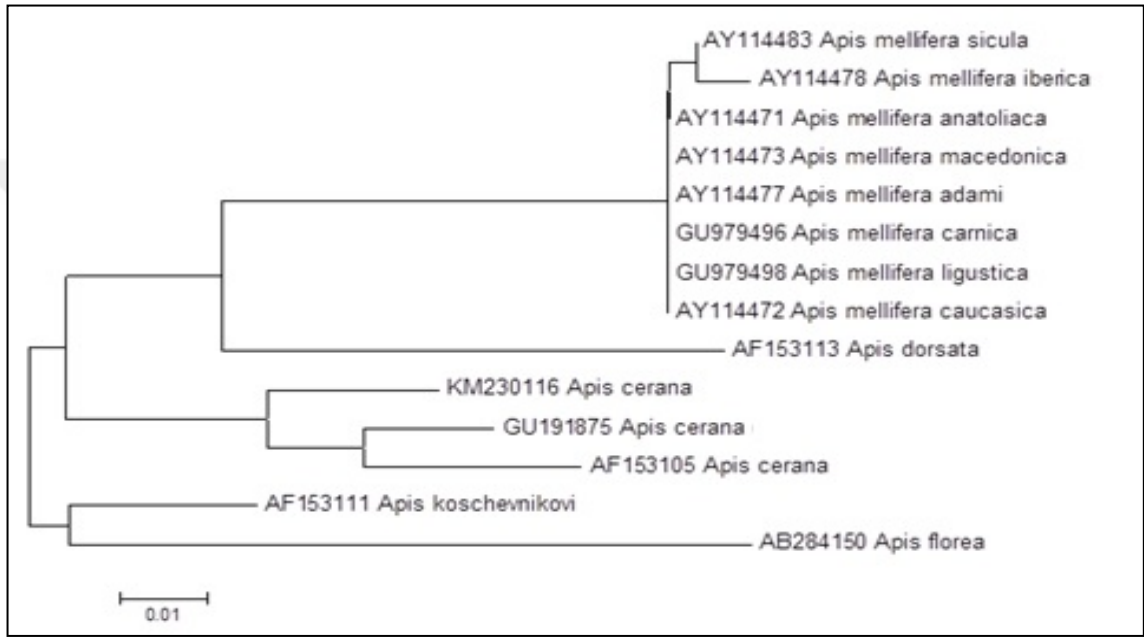 AY114483 Apis mellifera sicula
AY114478 Apis mellifera iberica
AY114471 Apis mellifera anatoliaca
AY114473 Apis mellifera macedonica
AY114477 Apis mellifera adami
GU979496 Apis mellifera carnica
GU979498 Apis mellifera ligustica
AY114472 Apis mellifera caucasica
AF153113 Apis dorsata
KM230116 Apis cerana
GU191875 Apis cerana
AF153105 Apis cerana
AF153111 Apis koschevnikovi
AB284150 Apis florea
0.01